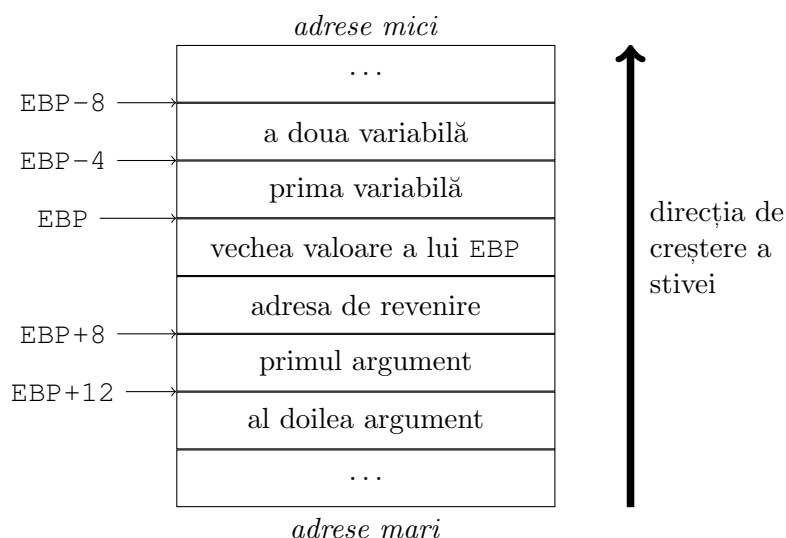 adrese mici
. . .
EBP−8
a doua variabilă
EBP−4
prima variabilă
EBP
vechea valoare a lui EBP
adresa de revenire
EBP+8
primul argument
EBP+12
al doilea argument
. . .
adrese mari
direcția de
creștere a
stivei